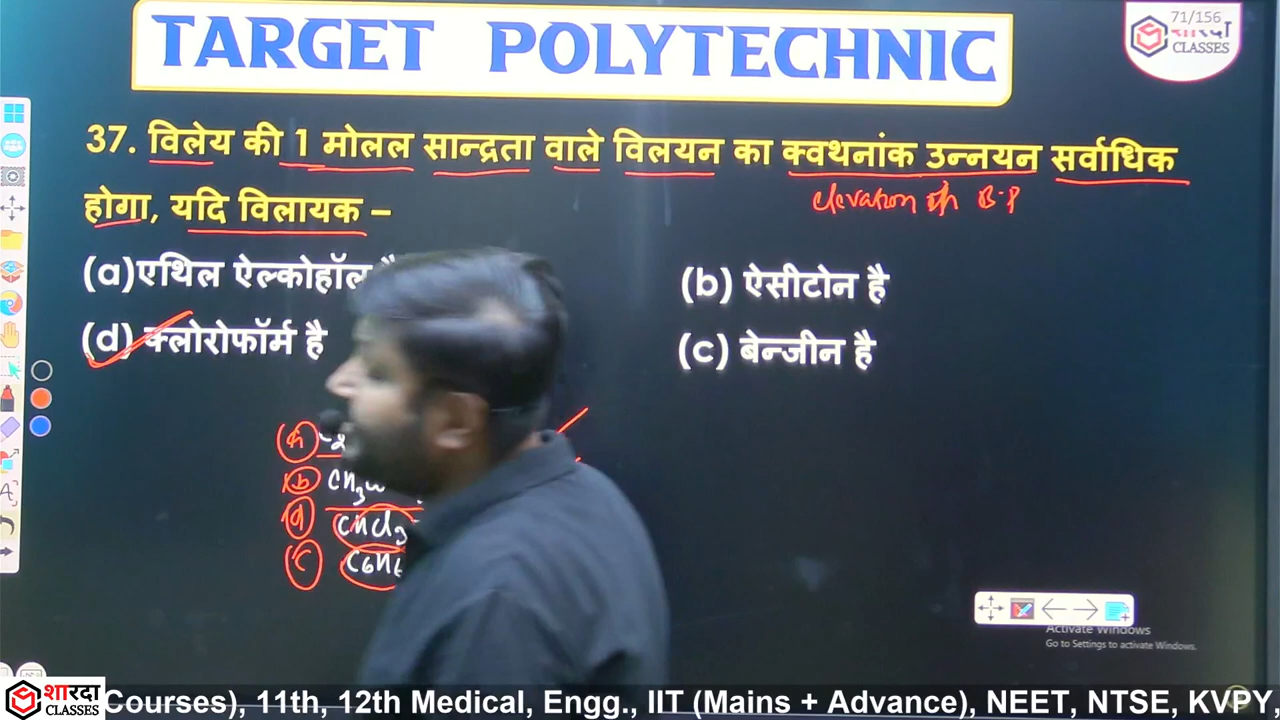 TARGET POLYTECHNIC
71/156
शारदा
CLASSES
37. विलेय की 1 मोलल सान्द्रता वाले विलयन का क्वथनांक उन्नयन सर्वाधिक
होगा, यदि विलायक –
elevation in B.P
(a)एथिल ऐल्कोहॉल
(b) ऐसीटोन है
(d) क्लोरोफॉर्म है
(c) बेन्जीन है
(a)
(b) CH3
(d) CHCl3
(c) C6H6
Activate Windows
Go to Settings to activate Windows.
शारदा
CLASSES
Courses), 11th, 12th Medical, Engg., IIT (Mains + Advance), NEET, NTSE, KVPY,